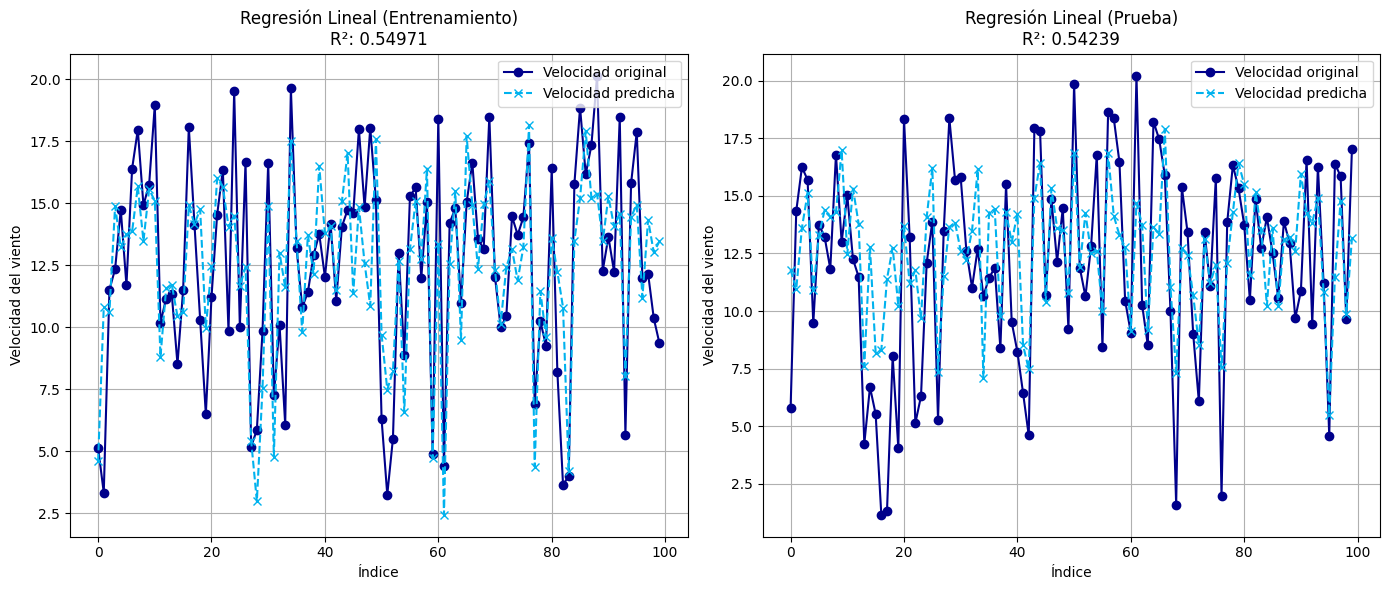 Regresión Lineal (Entrenamiento)
R²: 0.54971
Velocidad original
Velocidad predicha
20.0
17.5
15.0
12.5
10.0
7.5
5.0
2.5
Velocidad del viento
0
20
40
60
80
100
Índice
Regresión Lineal (Prueba)
R²: 0.54239
Velocidad original
Velocidad predicha
20.0
17.5
15.0
12.5
10.0
7.5
5.0
2.5
Velocidad del viento
0
20
40
60
80
100
Índice